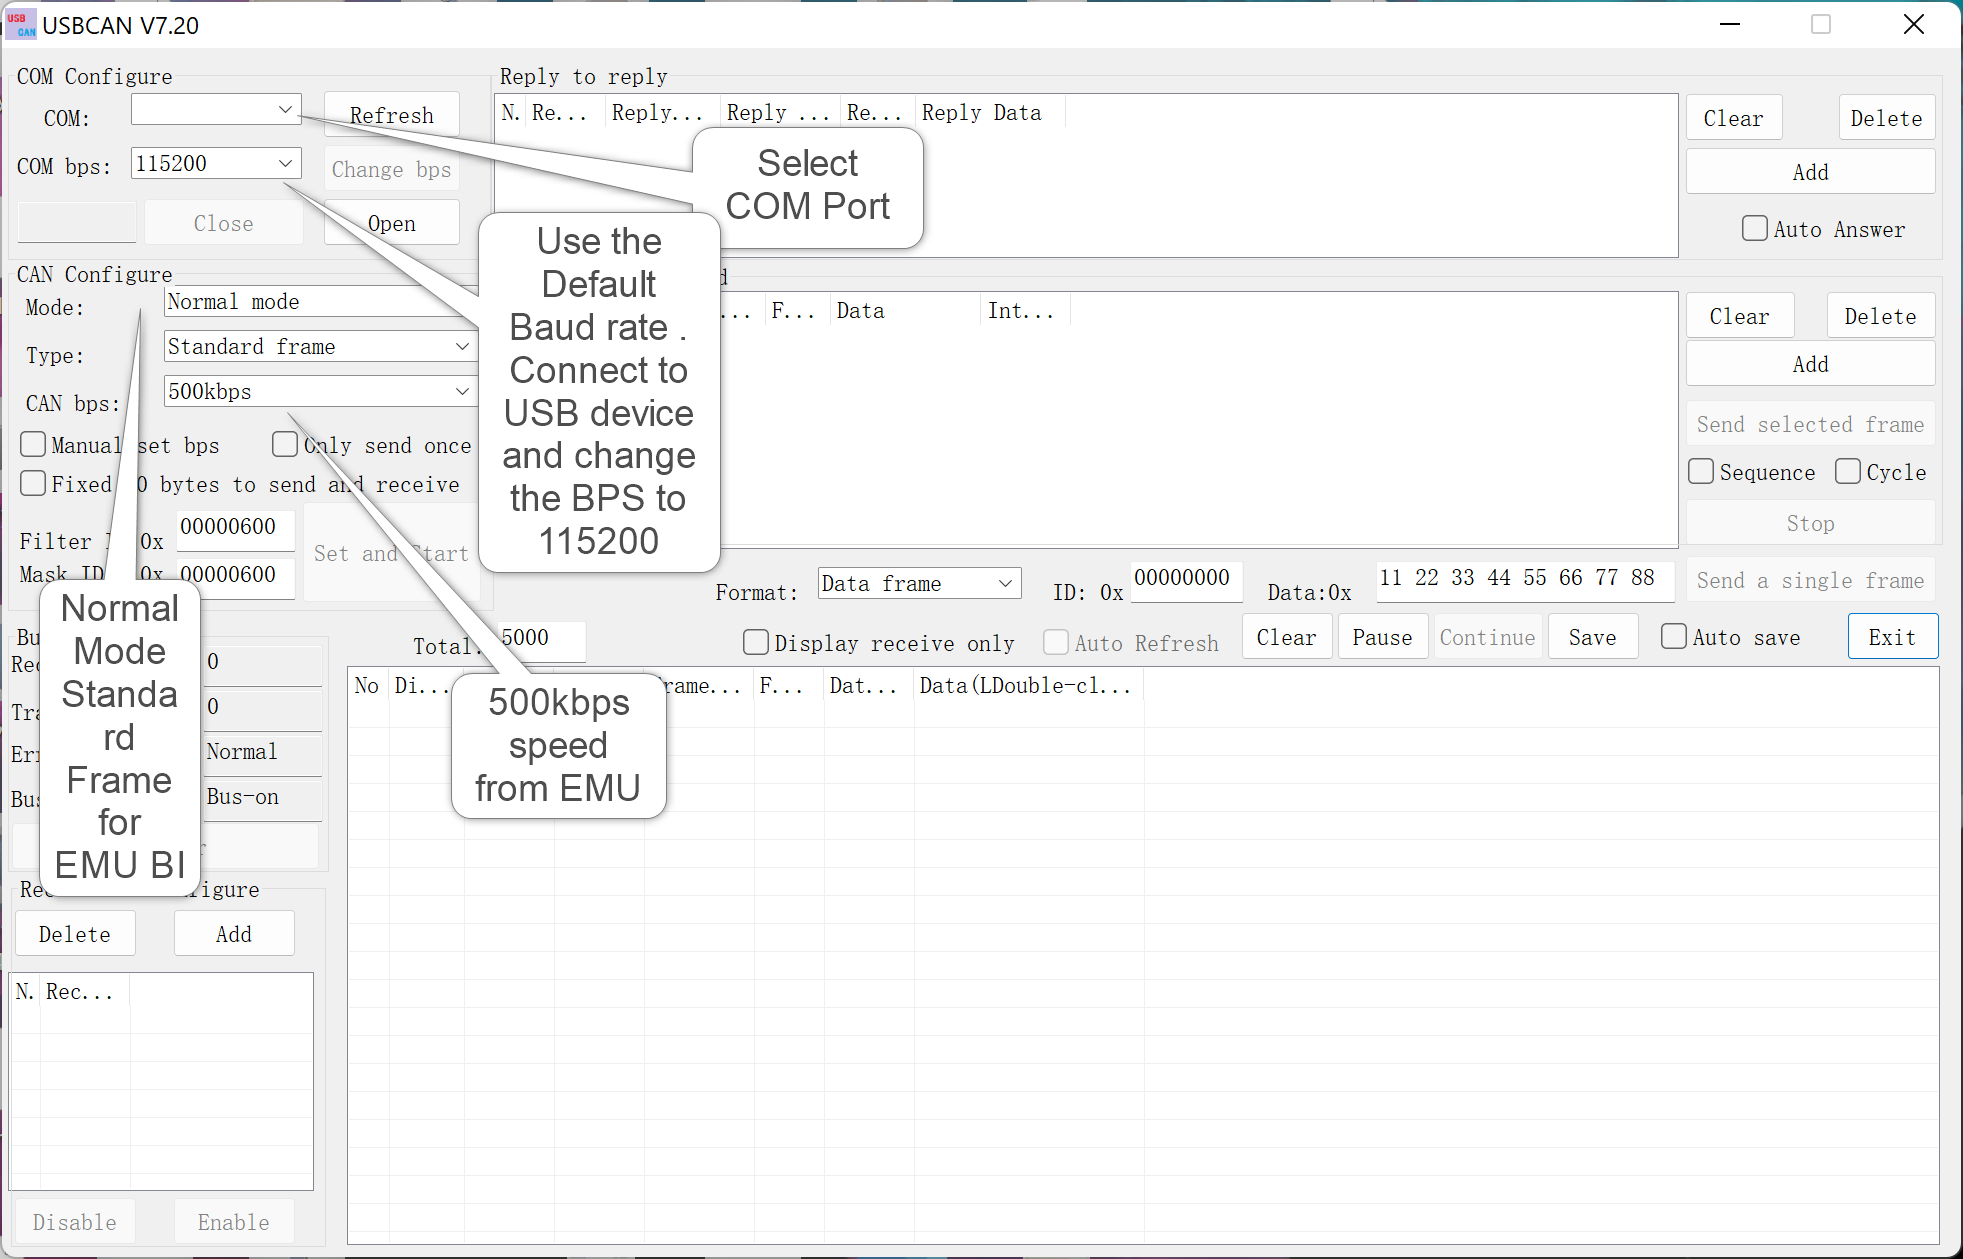 USB
CAN
USBCAN V7.20
COM Configure
COM:
Refresh
COM bps:
115200
Change bps
Close
Open
Reply to reply
N.
Re...
Reply...
Reply ...
Re...
Reply Data
Clear
Delete
Add
Auto Answer
Select
COM Port
Use the
Default
Baud rate .
Connect to
USB device
and change
the BPS to
115200
CAN Configure
Mode:
Normal mode
Type:
Standard frame
CAN bps:
500kbps
Manual set bps
Only send once
Fixed 0 bytes to send and receive
Filter 0x
00000600
Mask ID 0x
00000600
Set and Start
...
F...
Data
Int...
Clear
Delete
Add
Send selected frame
Sequence
Cycle
Stop
Format:
Data frame
ID: 0x
00000000
Data:0x
11 22 33 44 55 66 77 88
Send a single frame
Total:
5000
Display receive only
Auto Refresh
Clear
Pause
Continue
Save
Auto save
Exit
Normal
Mode
Standa
rd
Frame
for
EMU BI
0
0
Normal
Bus-on
500kbps
speed
from EMU
No
Di...
rame...
F...
Dat...
Data(LDouble-cl...
Delete
Add
N.
Rec...
Disable
Enable